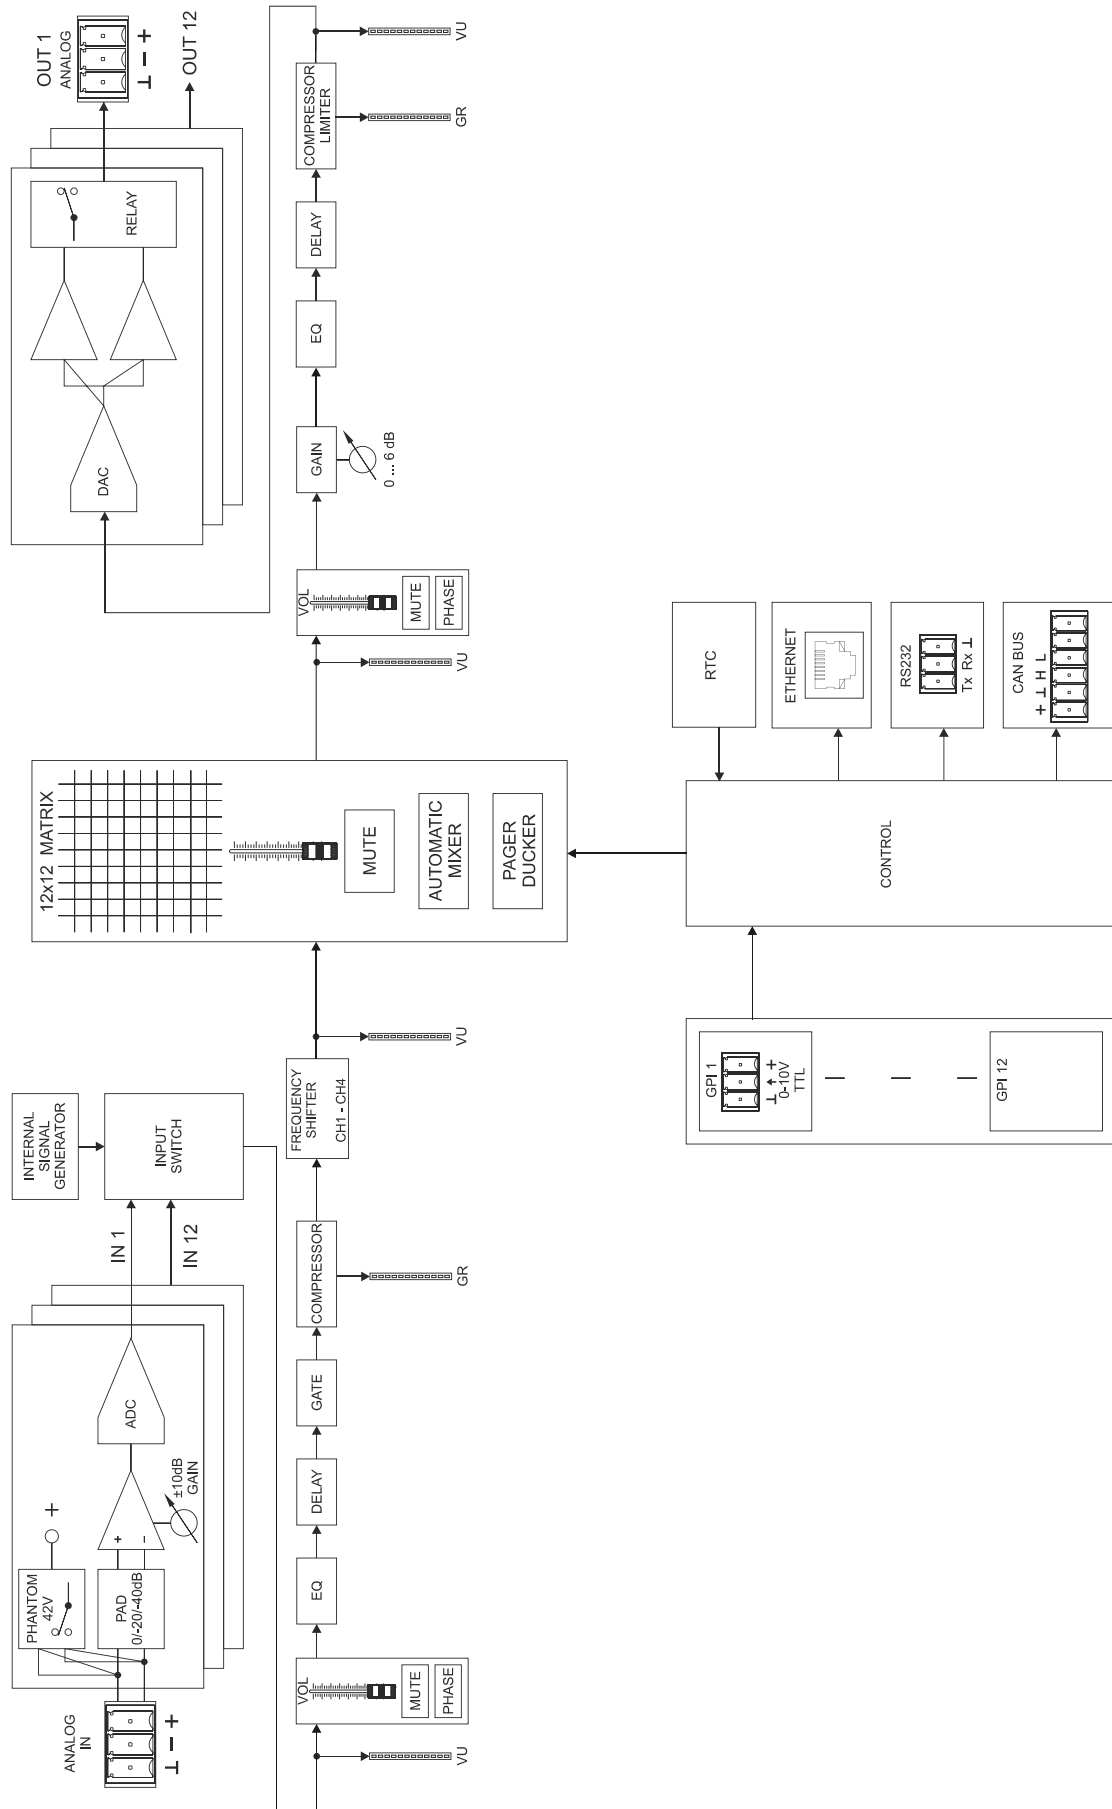 ANALOG
IN
⊥ − +
PHANTOM
42V
+
PAD
0/-20/-40dB
+
−
±10dB
GAIN
ADC
IN 1
IN 12
INTERNAL
SIGNAL
GENERATOR
INPUT
SWITCH
DAC
RELAY
OUT 1
ANALOG
⊥ − +
OUT 12
VU
VOL
MUTE
PHASE
EQ
DELAY
GATE
COMPRESSOR
GR
FREQUENCY
SHIFTER
CH1 - CH4
VU
12x12 MATRIX
MUTE
AUTOMATIC
MIXER
PAGER
DUCKER
VU
VOL
MUTE
PHASE
GAIN
0 ... 6 dB
EQ
DELAY
COMPRESSOR
LIMITER
GR
VU
GPI 1
⊥ +
0-10V
TTL
GPI 12
CONTROL
RTC
ETHERNET
RS232
Tx Rx ⊥
CAN BUS
+ ⊥ H L